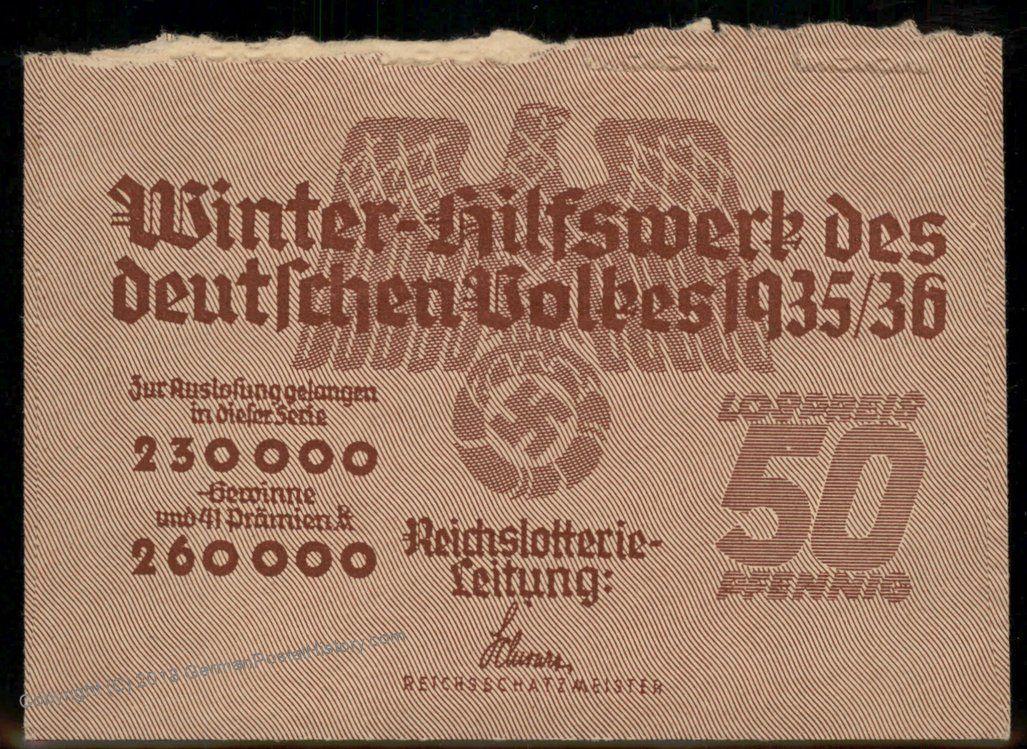 Winter-Hilfswerk des
deutschen Volkes 1935/36
Zur Auslosung gelangen
in dieser Serie
230000
-Gewinne
und 41 Prämien
260000
Reichslotterie-
Leitung:
Schwarz
REICHSSCHATZMEISTER
LOSPREIS
50
PFENNIG
Copyright (C) 2018 GermanPostalHistory.com